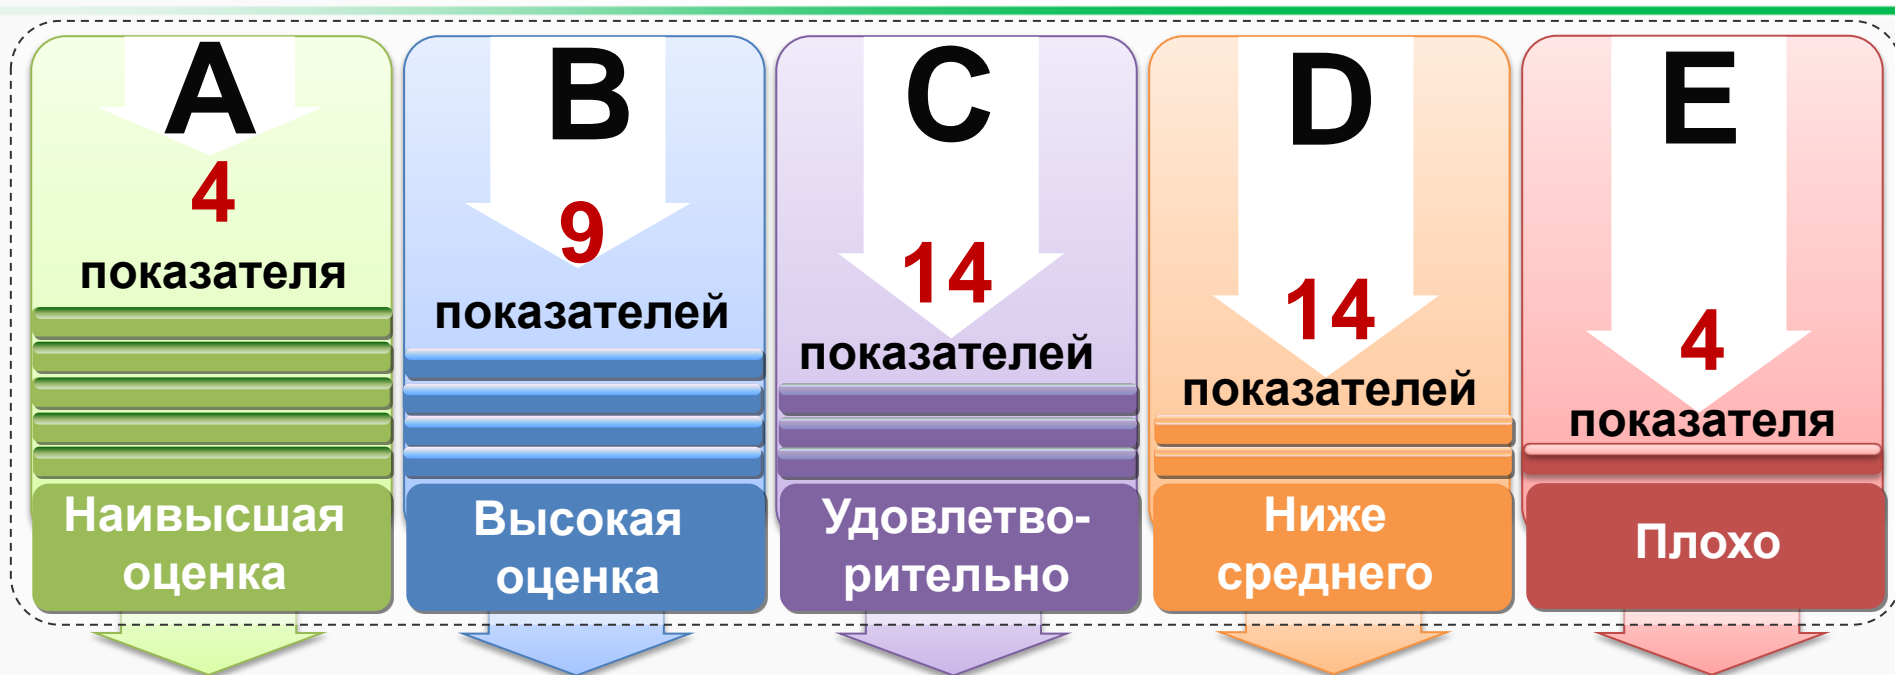 A
4
показателя
Наивысшая
оценка
B
9
показателей
Высокая
оценка
C
14
показателей
Удовлетво-
рительно
D
14
показателей
Ниже
среднего
E
4
показателя
Плохо